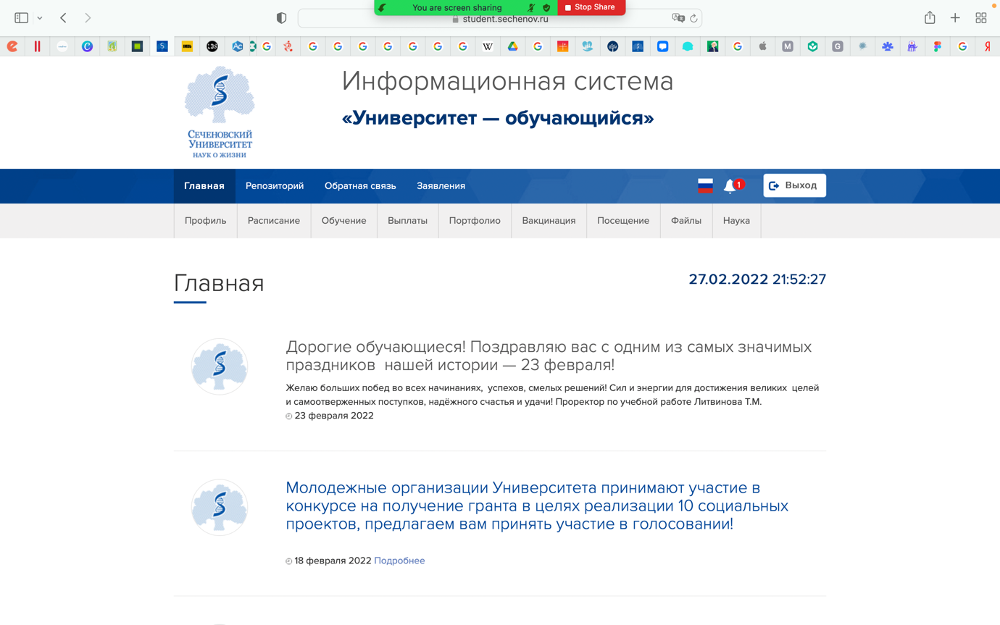 You are screen sharing
Stop Share
student.sechenov.ru
Сеченовский
Университет
наук о жизни
Информационная система
«Университет — обучающийся»
Главная
Репозиторий
Обратная связь
Заявления
1
Выход
Профиль
Расписание
Обучение
Выплаты
Портфолио
Вакцинация
Посещение
Файлы
Наука
Главная
27.02.2022 21:52:27
Дорогие обучающиеся! Поздравляю вас с одним из самых значимых
праздников нашей истории — 23 февраля!
Желаю больших побед во всех начинаниях, успехов, смелых решений! Сил и энергии для достижения великих целей
и самоотверженных поступков, надёжного счастья и удачи! Проректор по учебной работе Литвинова Т.М.
23 февраля 2022
Молодежные организации Университета принимают участие в
конкурсе на получение гранта в целях реализации 10 социальных
проектов, предлагаем вам принять участие в голосовании!
18 февраля 2022 Подробнее